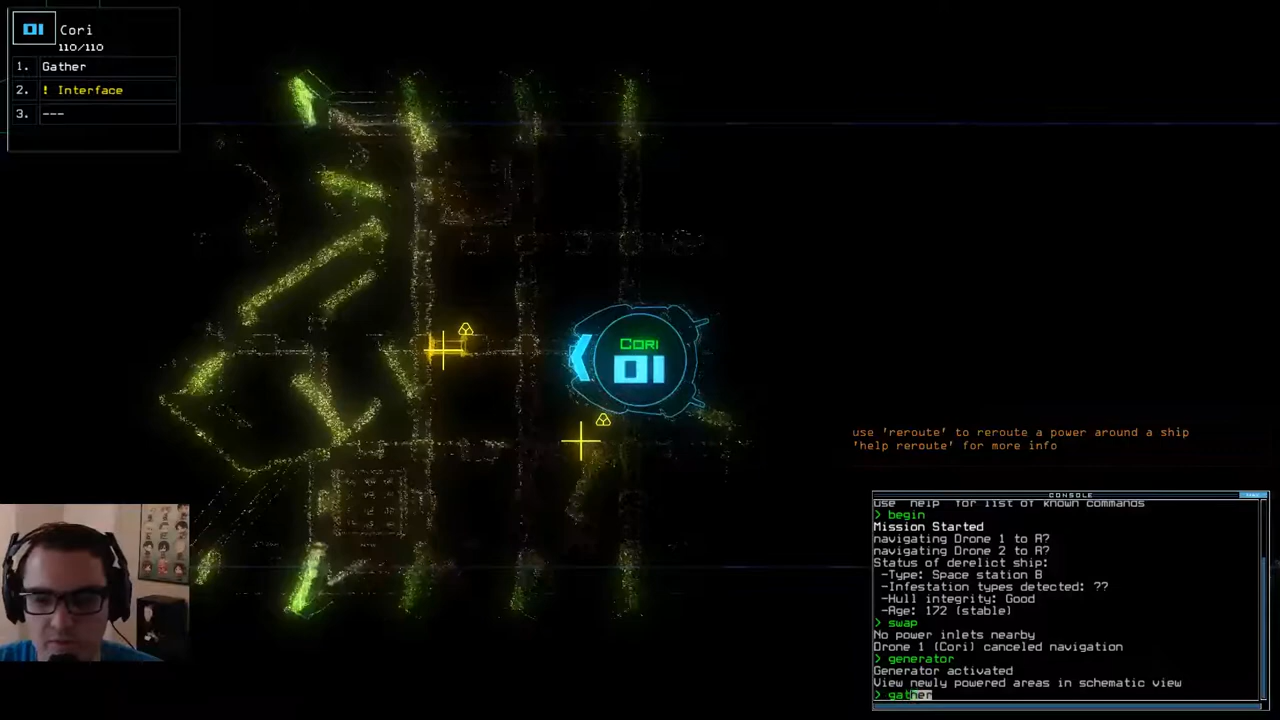 01 Cori
110/110
1. Gather
2. ! Interface
3. ---
CORI
01
use 'reroute' to reroute a power around a ship
'help reroute' for more info
CONSOLE
use help for list of known commands
> begin
Mission Started
navigating Drone 1 to R?
navigating Drone 2 to R?
Status of derelict ship:
-Type: Space station B
-Infestation types detected: ??
-Hull integrity: Good
-Age: 172 (stable)
> swap
No power inlets nearby
Drone 1 (Cori) canceled navigation
> generator
Generator activated
View newly powered areas in schematic view
> gather